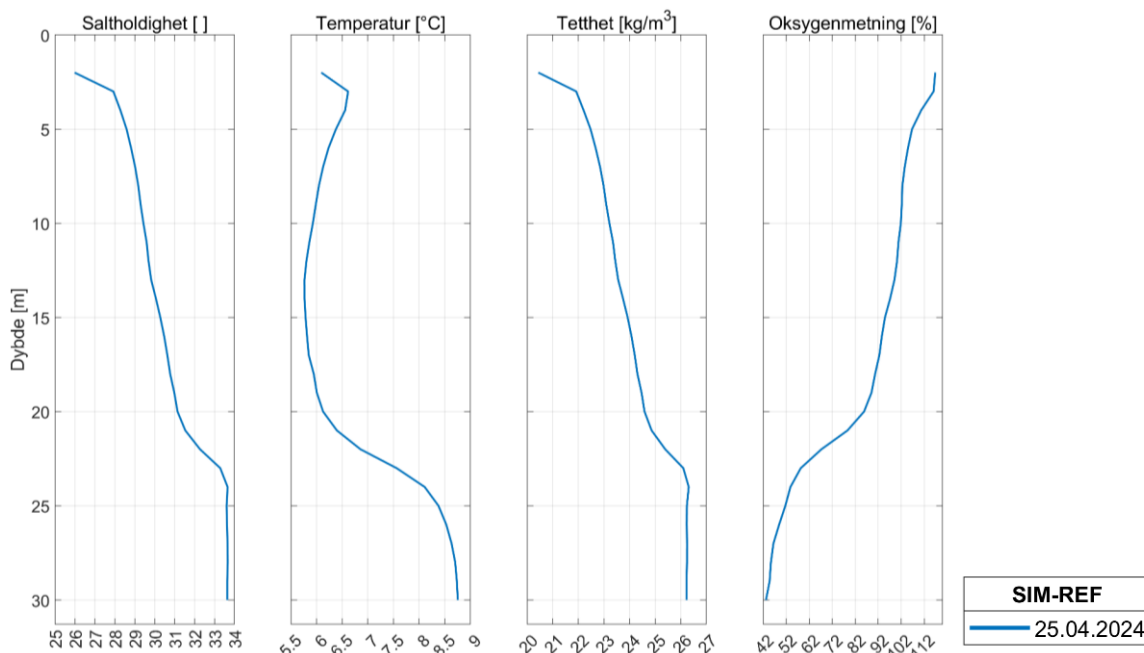 Saltholdighet [ ]
Temperatur [°C]
Tetthet [kg/m³]
Oksygenmetning [%]
Dybde [m]
0
5
10
15
20
25
30
25 26 27 28 29 30 31 32 33 34
5.5 6 6.5 7 7.5 8 8.5 9
20 21 22 23 24 25 26 27
42 52 62 72 82 92 102 112
SIM-REF
25.04.2024